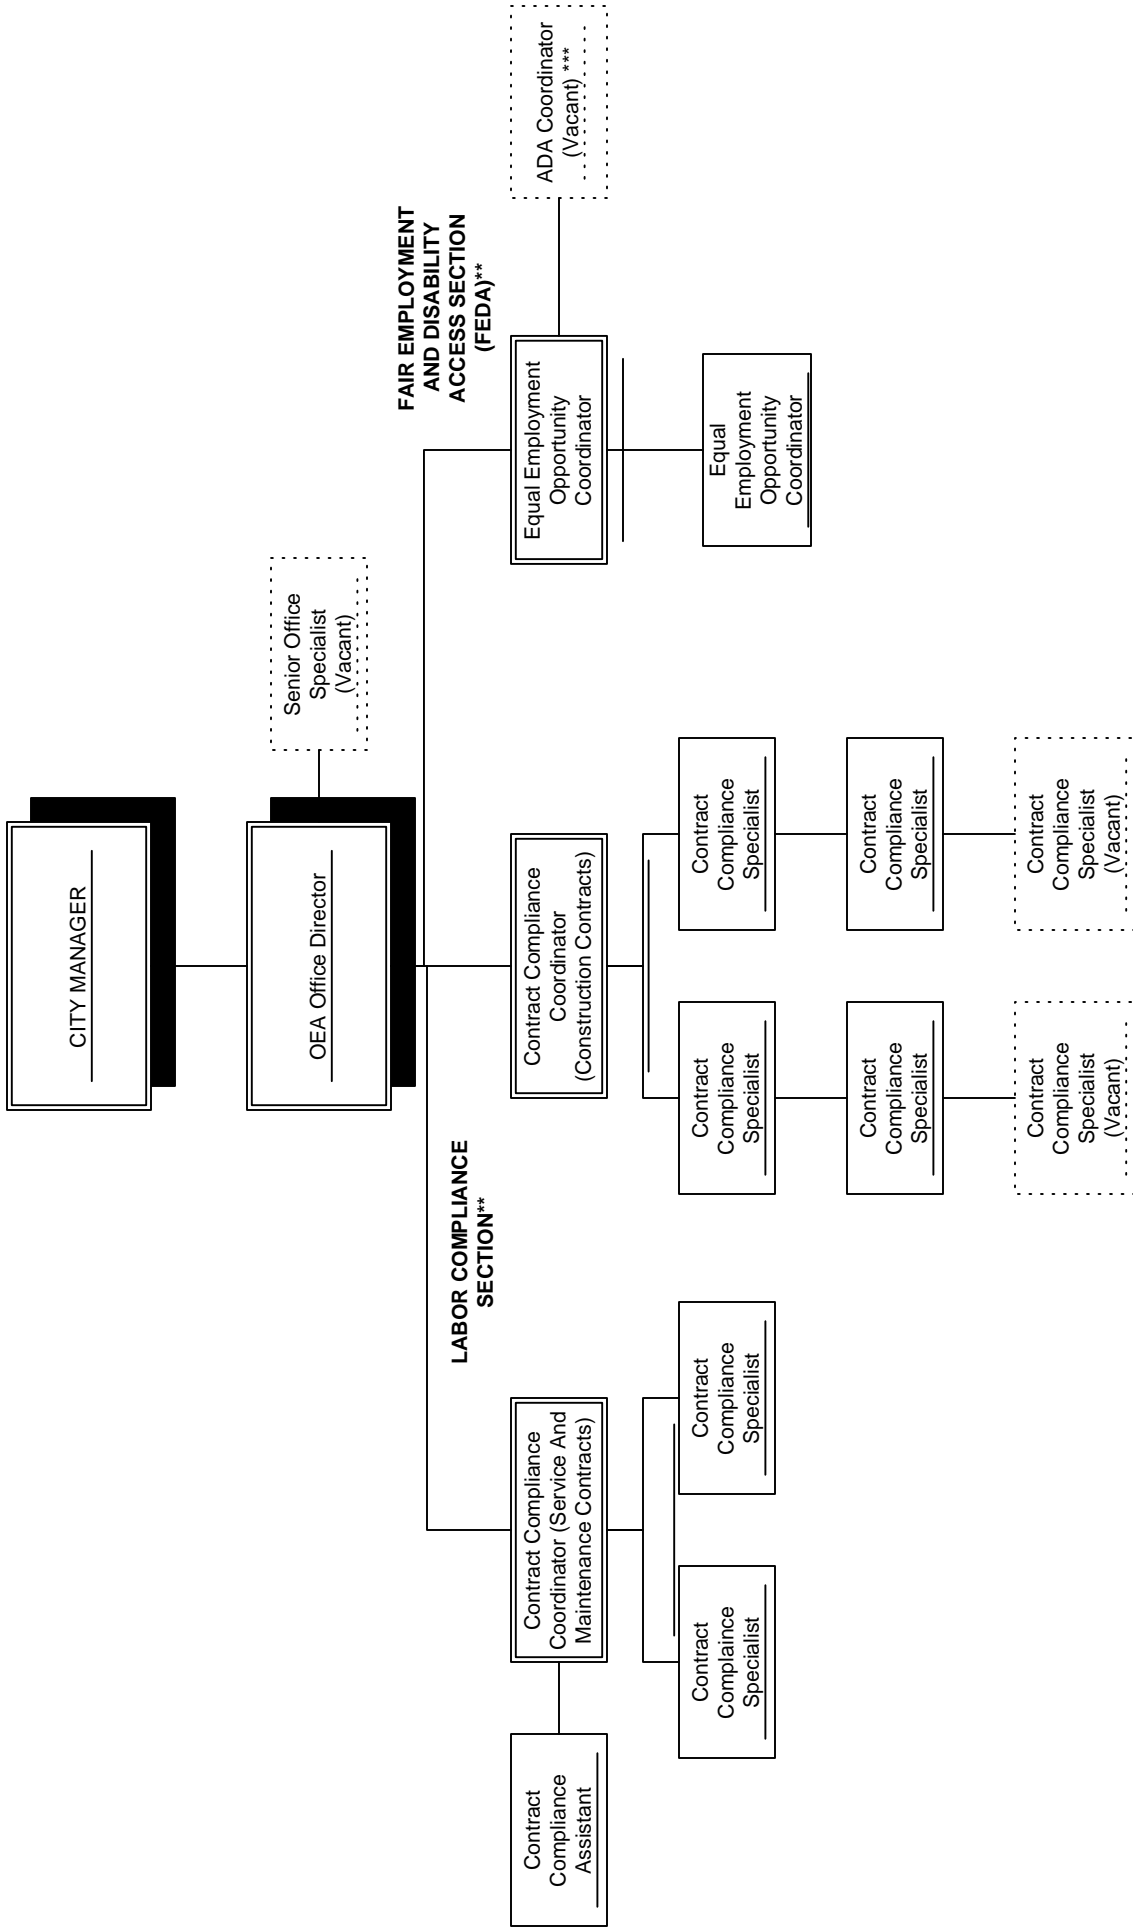 CITY MANAGER
OEA Office Director
Senior Office
Specialist
(Vacant)
LABOR COMPLIANCE
SECTION**
FAIR EMPLOYMENT
AND DISABILITY
ACCESS SECTION
(FEDA)**
Contract
Compliance
Assistant
Contract Compliance
Coordinator (Service And
Maintenance Contracts)
Contract Compliance
Coordinator
(Construction Contracts)
Equal Employment
Opportunity
Coordinator
ADA Coordinator
(Vacant) ***
Contract
Complaince
Specialist
Contract
Compliance
Specialist
Contract
Compliance
Specialist
Contract
Compliance
Specialist
Equal
Employment
Opportunity
Coordinator
Contract
Compliance
Specialist
Contract
Compliance
Specialist
Contract
Compliance
Specialist
(Vacant)
Contract
Compliance
Specialist
(Vacant)